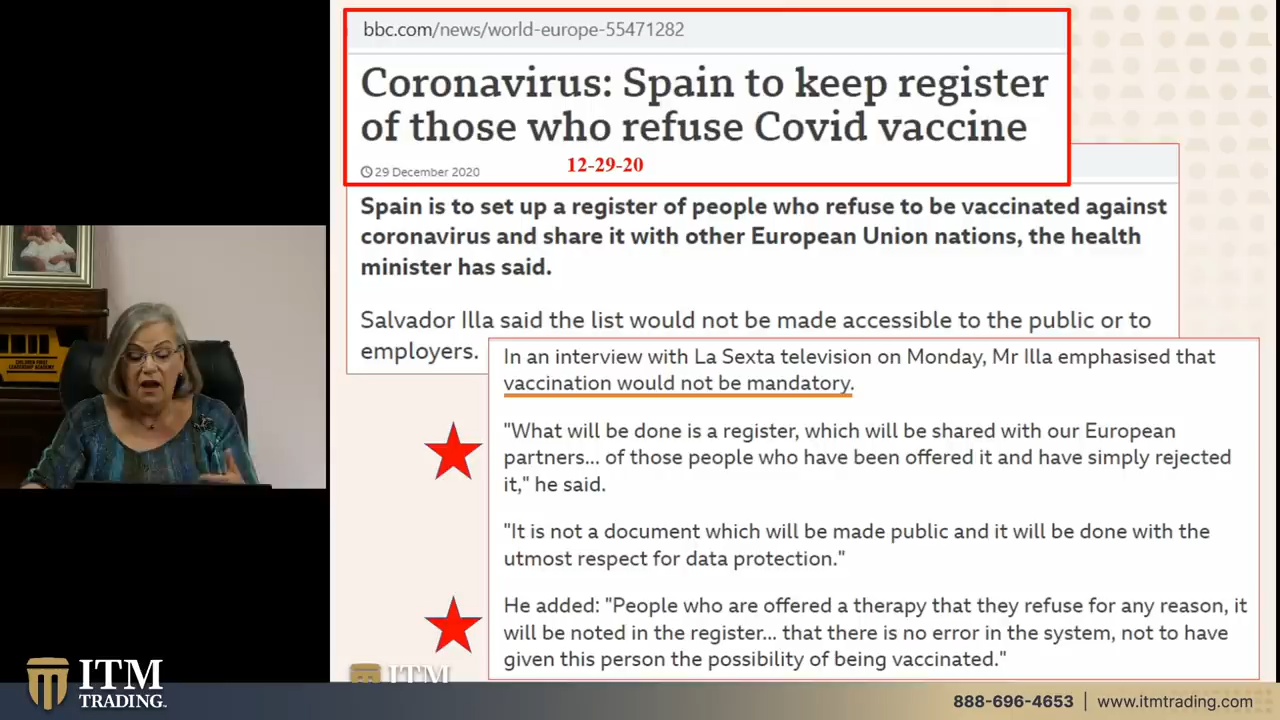 bbc.com/news/world-europe-55471282
Coronavirus: Spain to keep register
of those who refuse Covid vaccine
29 December 2020
12-29-20
Spain is to set up a register of people who refuse to be vaccinated against
coronavirus and share it with other European Union nations, the health
minister has said.
Salvador Illa said the list would not be made accessible to the public or to
employers.
In an interview with La Sexta television on Monday, Mr Illa emphasised that
vaccination would not be mandatory.
"What will be done is a register, which will be shared with our European
partners... of those people who have been offered it and have simply rejected
it," he said.
"It is not a document which will be made public and it will be done with the
utmost respect for data protection."
He added: "People who are offered a therapy that they refuse for any reason, it
will be noted in the register... that there is no error in the system, not to have
given this person the possibility of being vaccinated."
CHILDREN FIRST
LEADERSHIP ACADEMY
ITM
ITM
TRADING.
888-696-4653 | www.itmtrading.com